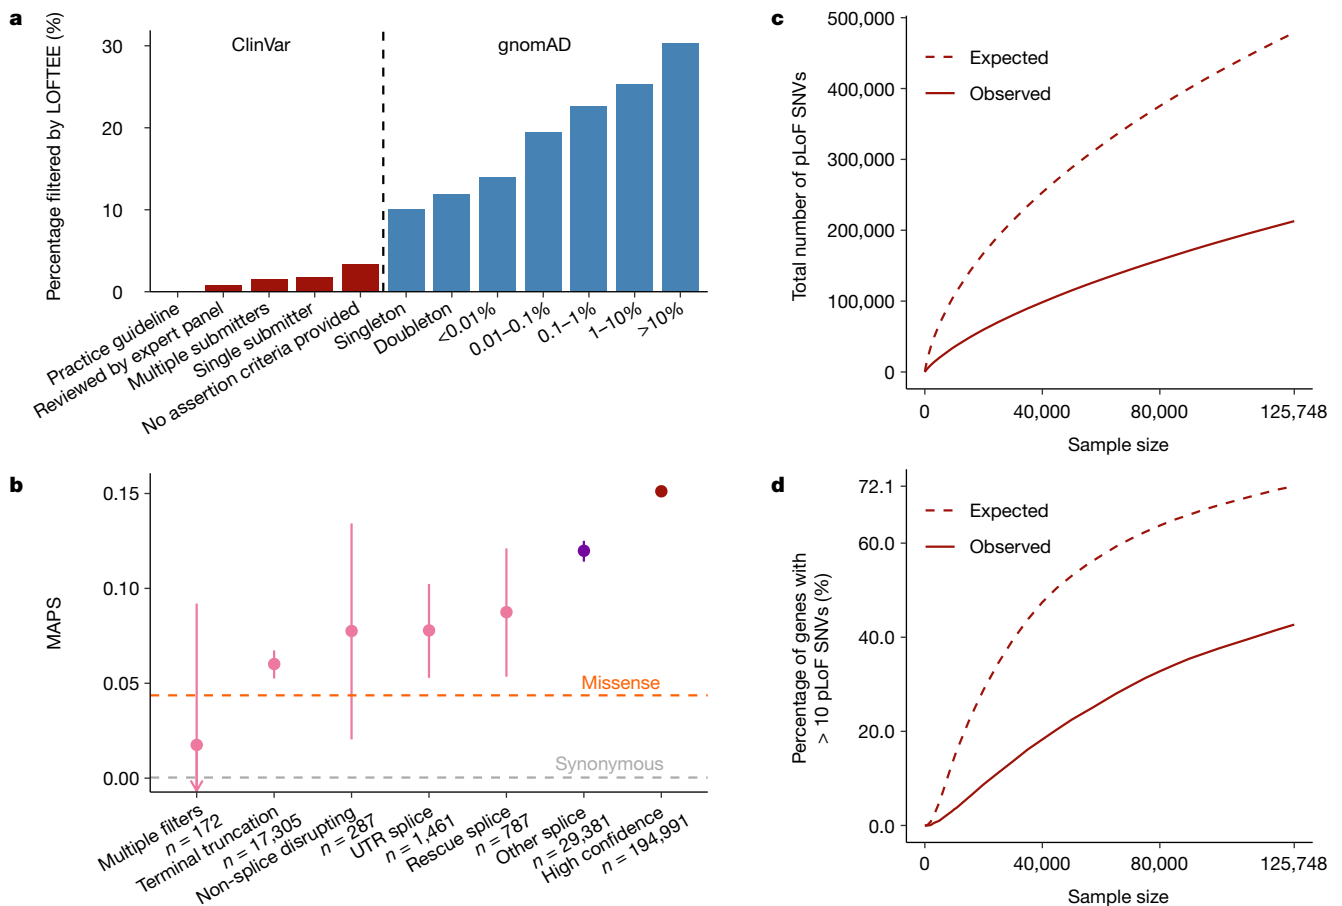 a
Percentage filtered by LOFTEE (%)
30
20
10
0
ClinVar
gnomAD
Practice guideline
Reviewed by expert panel
Multiple submitters
Single submitter
No assertion criteria provided
Singleton
Doubleton
<0.01%
0.01–0.1%
0.1–1%
1–10%
>10%
b
MAPS
0.15
0.10
0.05
0.00
Missense
Synonymous
Multiple filters
n = 172
Terminal truncation
n = 17,305
Non-splice disrupting
n = 287
UTR splice
n = 1,461
Rescue splice
n = 787
Other splice
n = 29,381
High confidence
n = 194,991
c
Total number of pLoF SNVs
500,000
400,000
300,000
200,000
100,000
0
Expected
Observed
0
40,000
80,000
125,748
Sample size
d
Percentage of genes with
> 10 pLoF SNVs (%)
72.1
60.0
40.0
20.0
0.0
Expected
Observed
0
40,000
80,000
125,748
Sample size